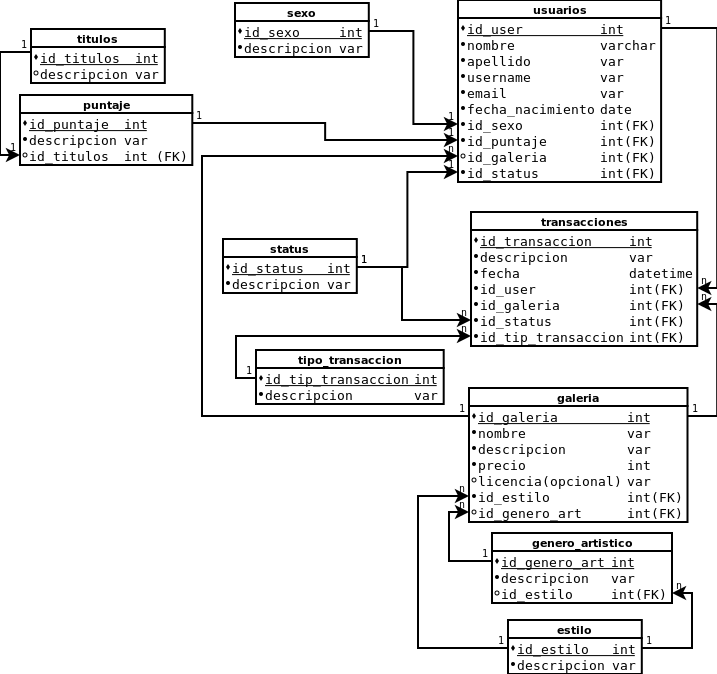 titulos
id_titulos int
descripcion var
1
1
puntaje
id_puntaje int
descripcion var
id_titulos int (FK)
1
sexo
id_sexo int
descripcion var
1
usuarios
id_user int
nombre varchar
apellido var
username var
email var
fecha_nacimiento date
id_sexo int(FK)
id_puntaje int(FK)
id_galeria int(FK)
id_status int(FK)
1
1
1
n
1
status
id_status int
descripcion var
1
transacciones
id_transaccion int
descripcion var
fecha datetime
id_user int(FK)
id_galeria int(FK)
id_status int(FK)
id_tip_transaccion int(FK)
n
n
n
n
tipo_transaccion
id_tip_transaccion int
descripcion var
1
galeria
id_galeria int
nombre var
descripcion var
precio int
licencia(opcional) var
id_estilo int(FK)
id_genero_art int(FK)
1
1
n
n
genero_artistico
id_genero_art int
descripcion var
id_estilo int(FK)
1
n
estilo
id_estilo int
descripcion var
1
1